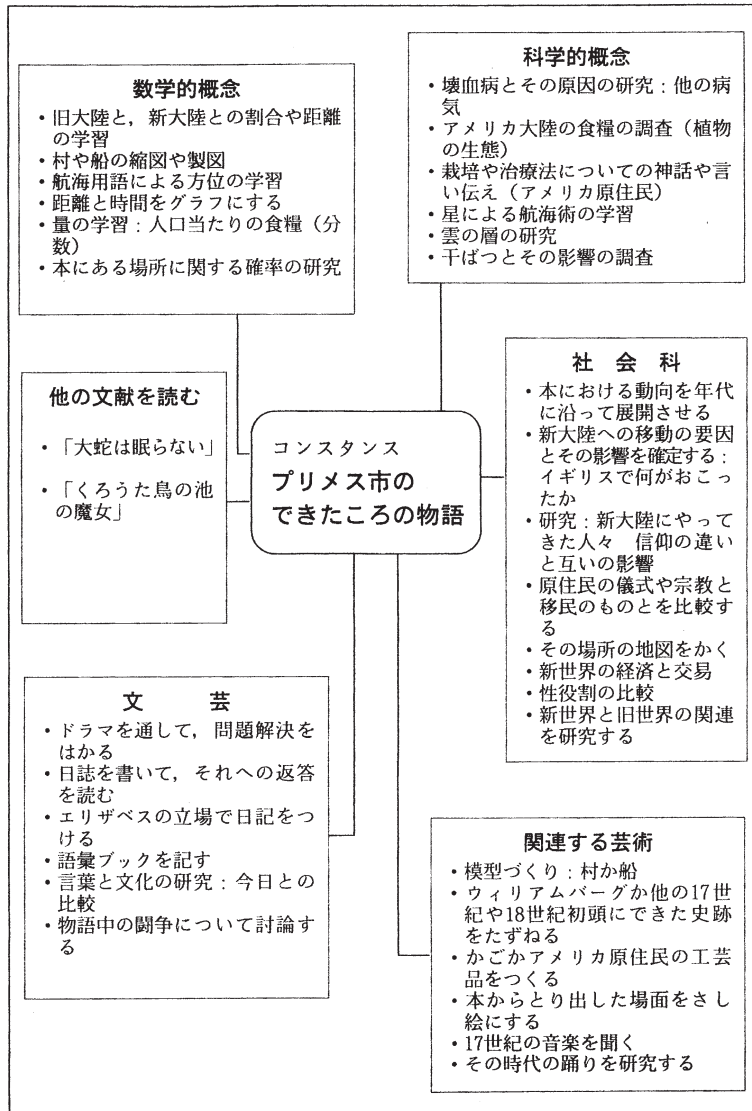 数学的概念
・旧大陸と，新大陸との割合や距離
の学習
・村や船の縮図や製図
・航海用語による方位の学習
・距離と時間をグラフにする
・量の学習：人口当たりの食糧（分
数）
・本にある場所に関する確率の研究
科学的概念
・壊血病とその原因の研究：他の病
気
・アメリカ大陸の食糧の調査（植物
の生態）
・栽培や治療法についての神話や言
い伝え（アメリカ原住民）
・星による航海術の学習
・雲の層の研究
・干ばつとその影響の調査
他の文献を読む
・「大蛇は眠らない」
・「くろうた鳥の池
の魔女」
コンスタンス
プリメス市の
できたころの物語
社　会　科
・本における動向を年代
に沿って展開させる
・新大陸への移動の要因
とその影響を確定する：
イギリスで何がおこっ
たか
・研究：新大陸にやって
きた人々　信仰の違い
と互いの影響
・原住民の儀式や宗教と
移民のものとを比較す
る
・その場所の地図をかく
・新世界の経済と交易
・性役割の比較
・新世界と旧世界の関連
を研究する
文　　芸
・ドラマを通して，問題解決を
はかる
・日誌を書いて，それへの返答
を読む
・エリザベスの立場で日記をつ
ける
・語彙ブックを記す
・言葉と文化の研究：今日との
比較
・物語中の闘争について討論す
る
関連する芸術
・模型づくり：村か船
・ウィリアムバーグか他の17世
紀や18世紀初頭にできた史跡
をたずねる
・かごかアメリカ原住民の工芸
品をつくる
・本からとり出した場面をさし
絵にする
・17世紀の音楽を聞く
・その時代の踊りを研究する